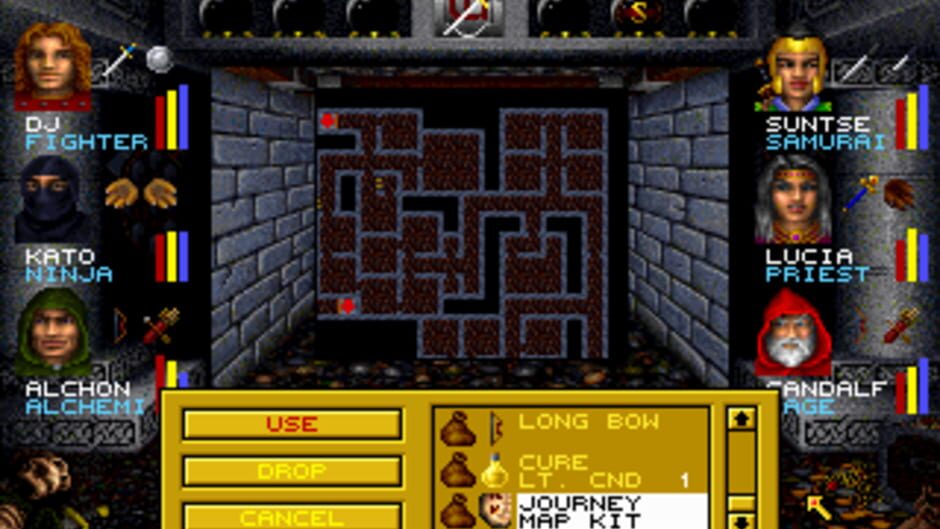 S
DJ
FIGHTER
SUNTSE
SAMURAI
KATO
NINJA
LUCIA
PRIEST
ALCHON
ALCHEMI
GANDALF
AGE
USE
DROP
CANCEL
LONG BOW
CURE
LT. CND 1
JOURNEY
MAP KIT